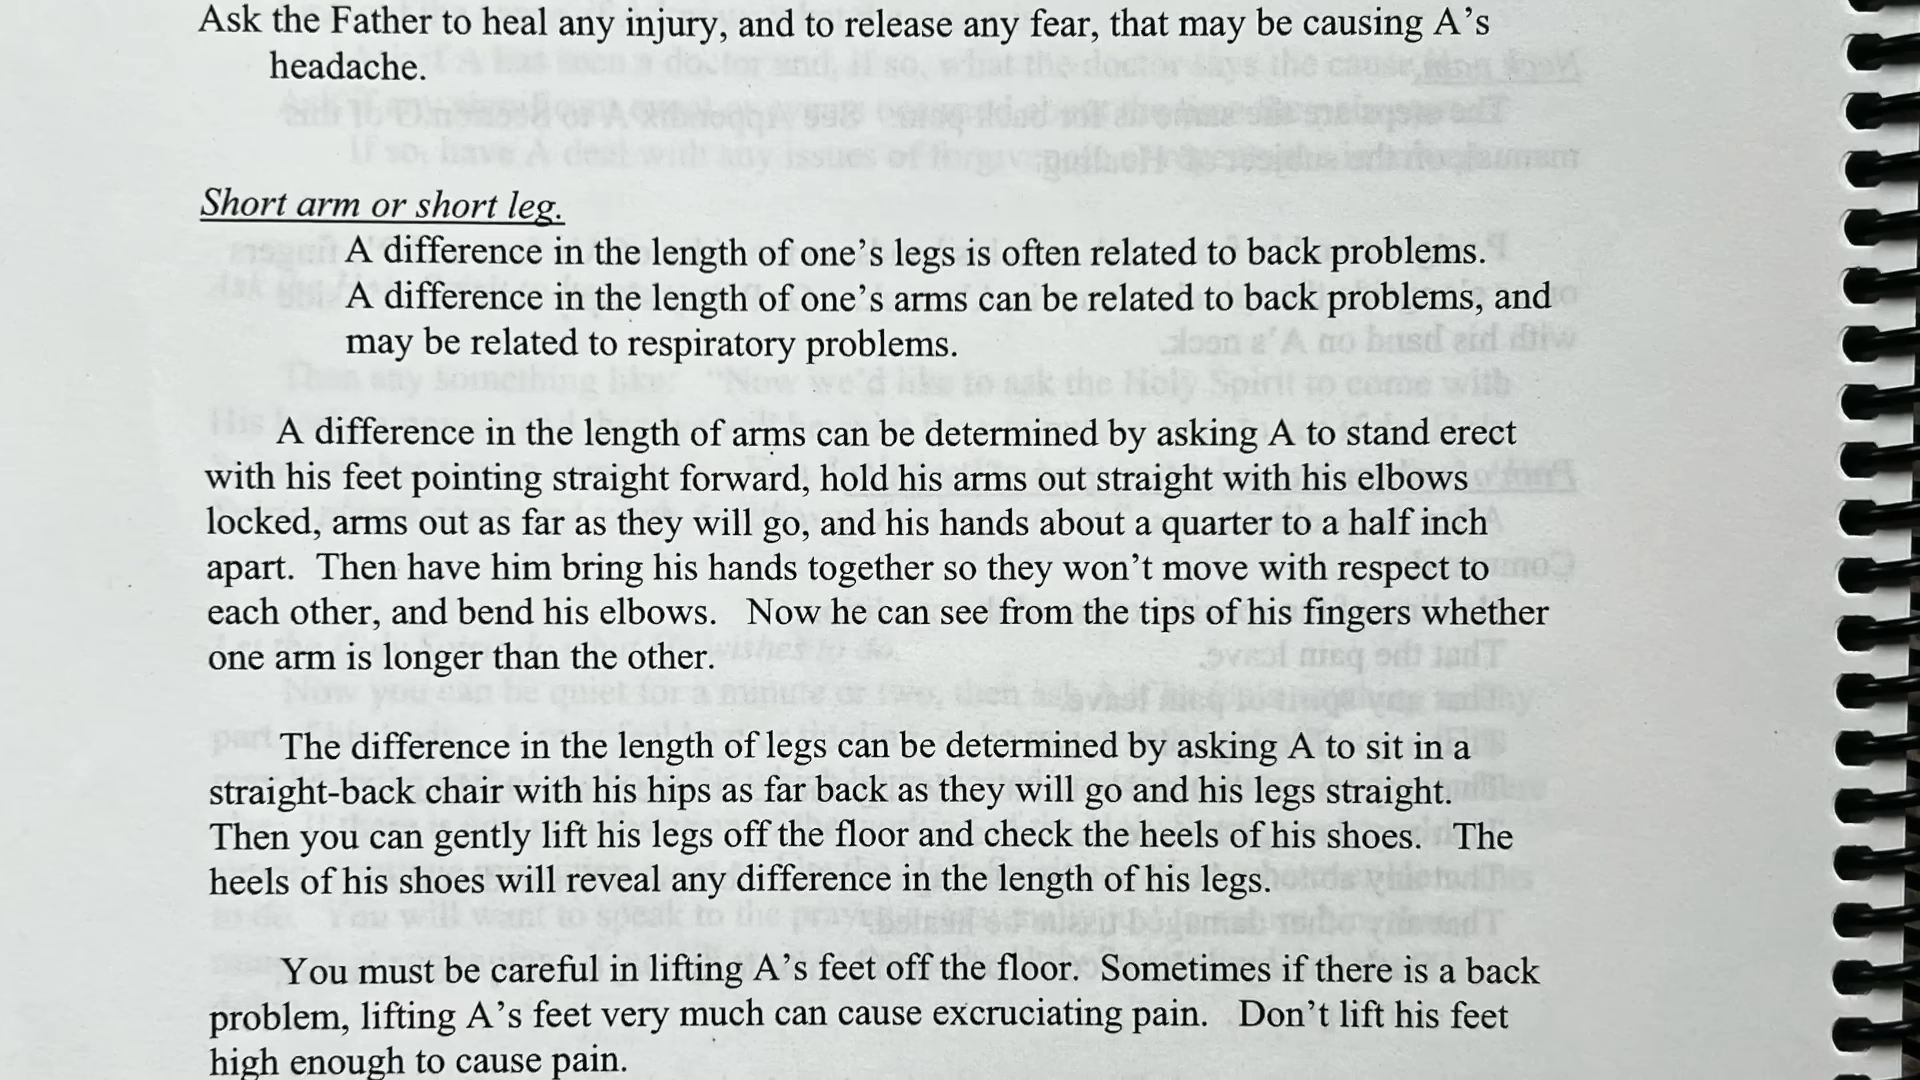 Ask the Father to heal any injury, and to release any fear, that may be causing A’s
headache.
Short arm or short leg.
A difference in the length of one’s legs is often related to back problems.
A difference in the length of one’s arms can be related to back problems, and
may be related to respiratory problems.
A difference in the length of arms can be determined by asking A to stand erect
with his feet pointing straight forward, hold his arms out straight with his elbows
locked, arms out as far as they will go, and his hands about a quarter to a half inch
apart. Then have him bring his hands together so they won’t move with respect to
each other, and bend his elbows. Now he can see from the tips of his fingers whether
one arm is longer than the other.
The difference in the length of legs can be determined by asking A to sit in a
straight-back chair with his hips as far back as they will go and his legs straight.
Then you can gently lift his legs off the floor and check the heels of his shoes. The
heels of his shoes will reveal any difference in the length of his legs.
You must be careful in lifting A’s feet off the floor. Sometimes if there is a back
problem, lifting A’s feet very much can cause excruciating pain. Don’t lift his feet
high enough to cause pain.